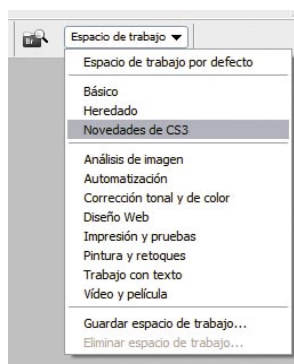 Br
Espacio de trabajo
Espacio de trabajo por defecto
Básico
Heredado
Novedades de CS3
Análisis de imagen
Automatización
Corrección tonal y de color
Diseño Web
Impresión y pruebas
Pintura y retoques
Trabajo con texto
Vídeo y película
Guardar espacio de trabajo...
Eliminar espacio de trabajo...